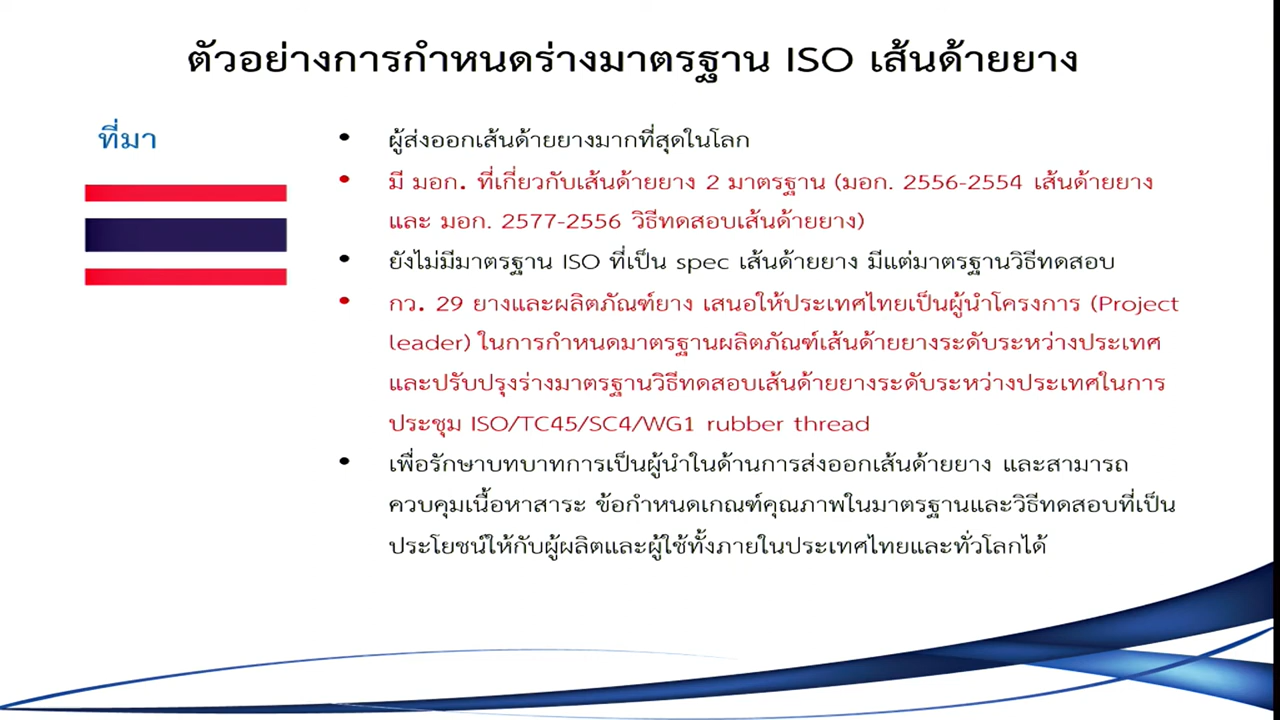 ตัวอย่างการกำหนดร่างมาตรฐาน ISO เส้นด้ายยาง
ที่มา
• ผู้ส่งออกเส้นด้ายยางมากที่สุดในโลก
• มี มอก. ที่เกี่ยวกับเส้นด้ายยาง 2 มาตรฐาน (มอก. 2556-2554 เส้นด้ายยาง
และ มอก. 2577-2556 วิธีทดสอบเส้นด้ายยาง)
• ยังไม่มีมาตรฐาน ISO ที่เป็น spec เส้นด้ายยาง มีแต่มาตรฐานวิธีทดสอบ
• กว. 29 ยางและผลิตภัณฑ์ยาง เสนอให้ประเทศไทยเป็นผู้นำโครงการ (Project
leader) ในการกำหนดมาตรฐานผลิตภัณฑ์เส้นด้ายยางระดับระหว่างประเทศ
และปรับปรุงร่างมาตรฐานวิธีทดสอบเส้นด้ายยางระดับระหว่างประเทศในการ
ประชุม ISO/TC45/SC4/WG1 rubber thread
• เพื่อรักษาบทบาทการเป็นผู้นำในด้านการส่งออกเส้นด้ายยาง และสามารถ
ควบคุมเนื้อหาสาระ ข้อกำหนดเกณฑ์คุณภาพในมาตรฐานและวิธีทดสอบที่เป็น
ประโยชน์ให้กับผู้ผลิตและผู้ใช้ทั้งภายในประเทศไทยและทั่วโลกได้